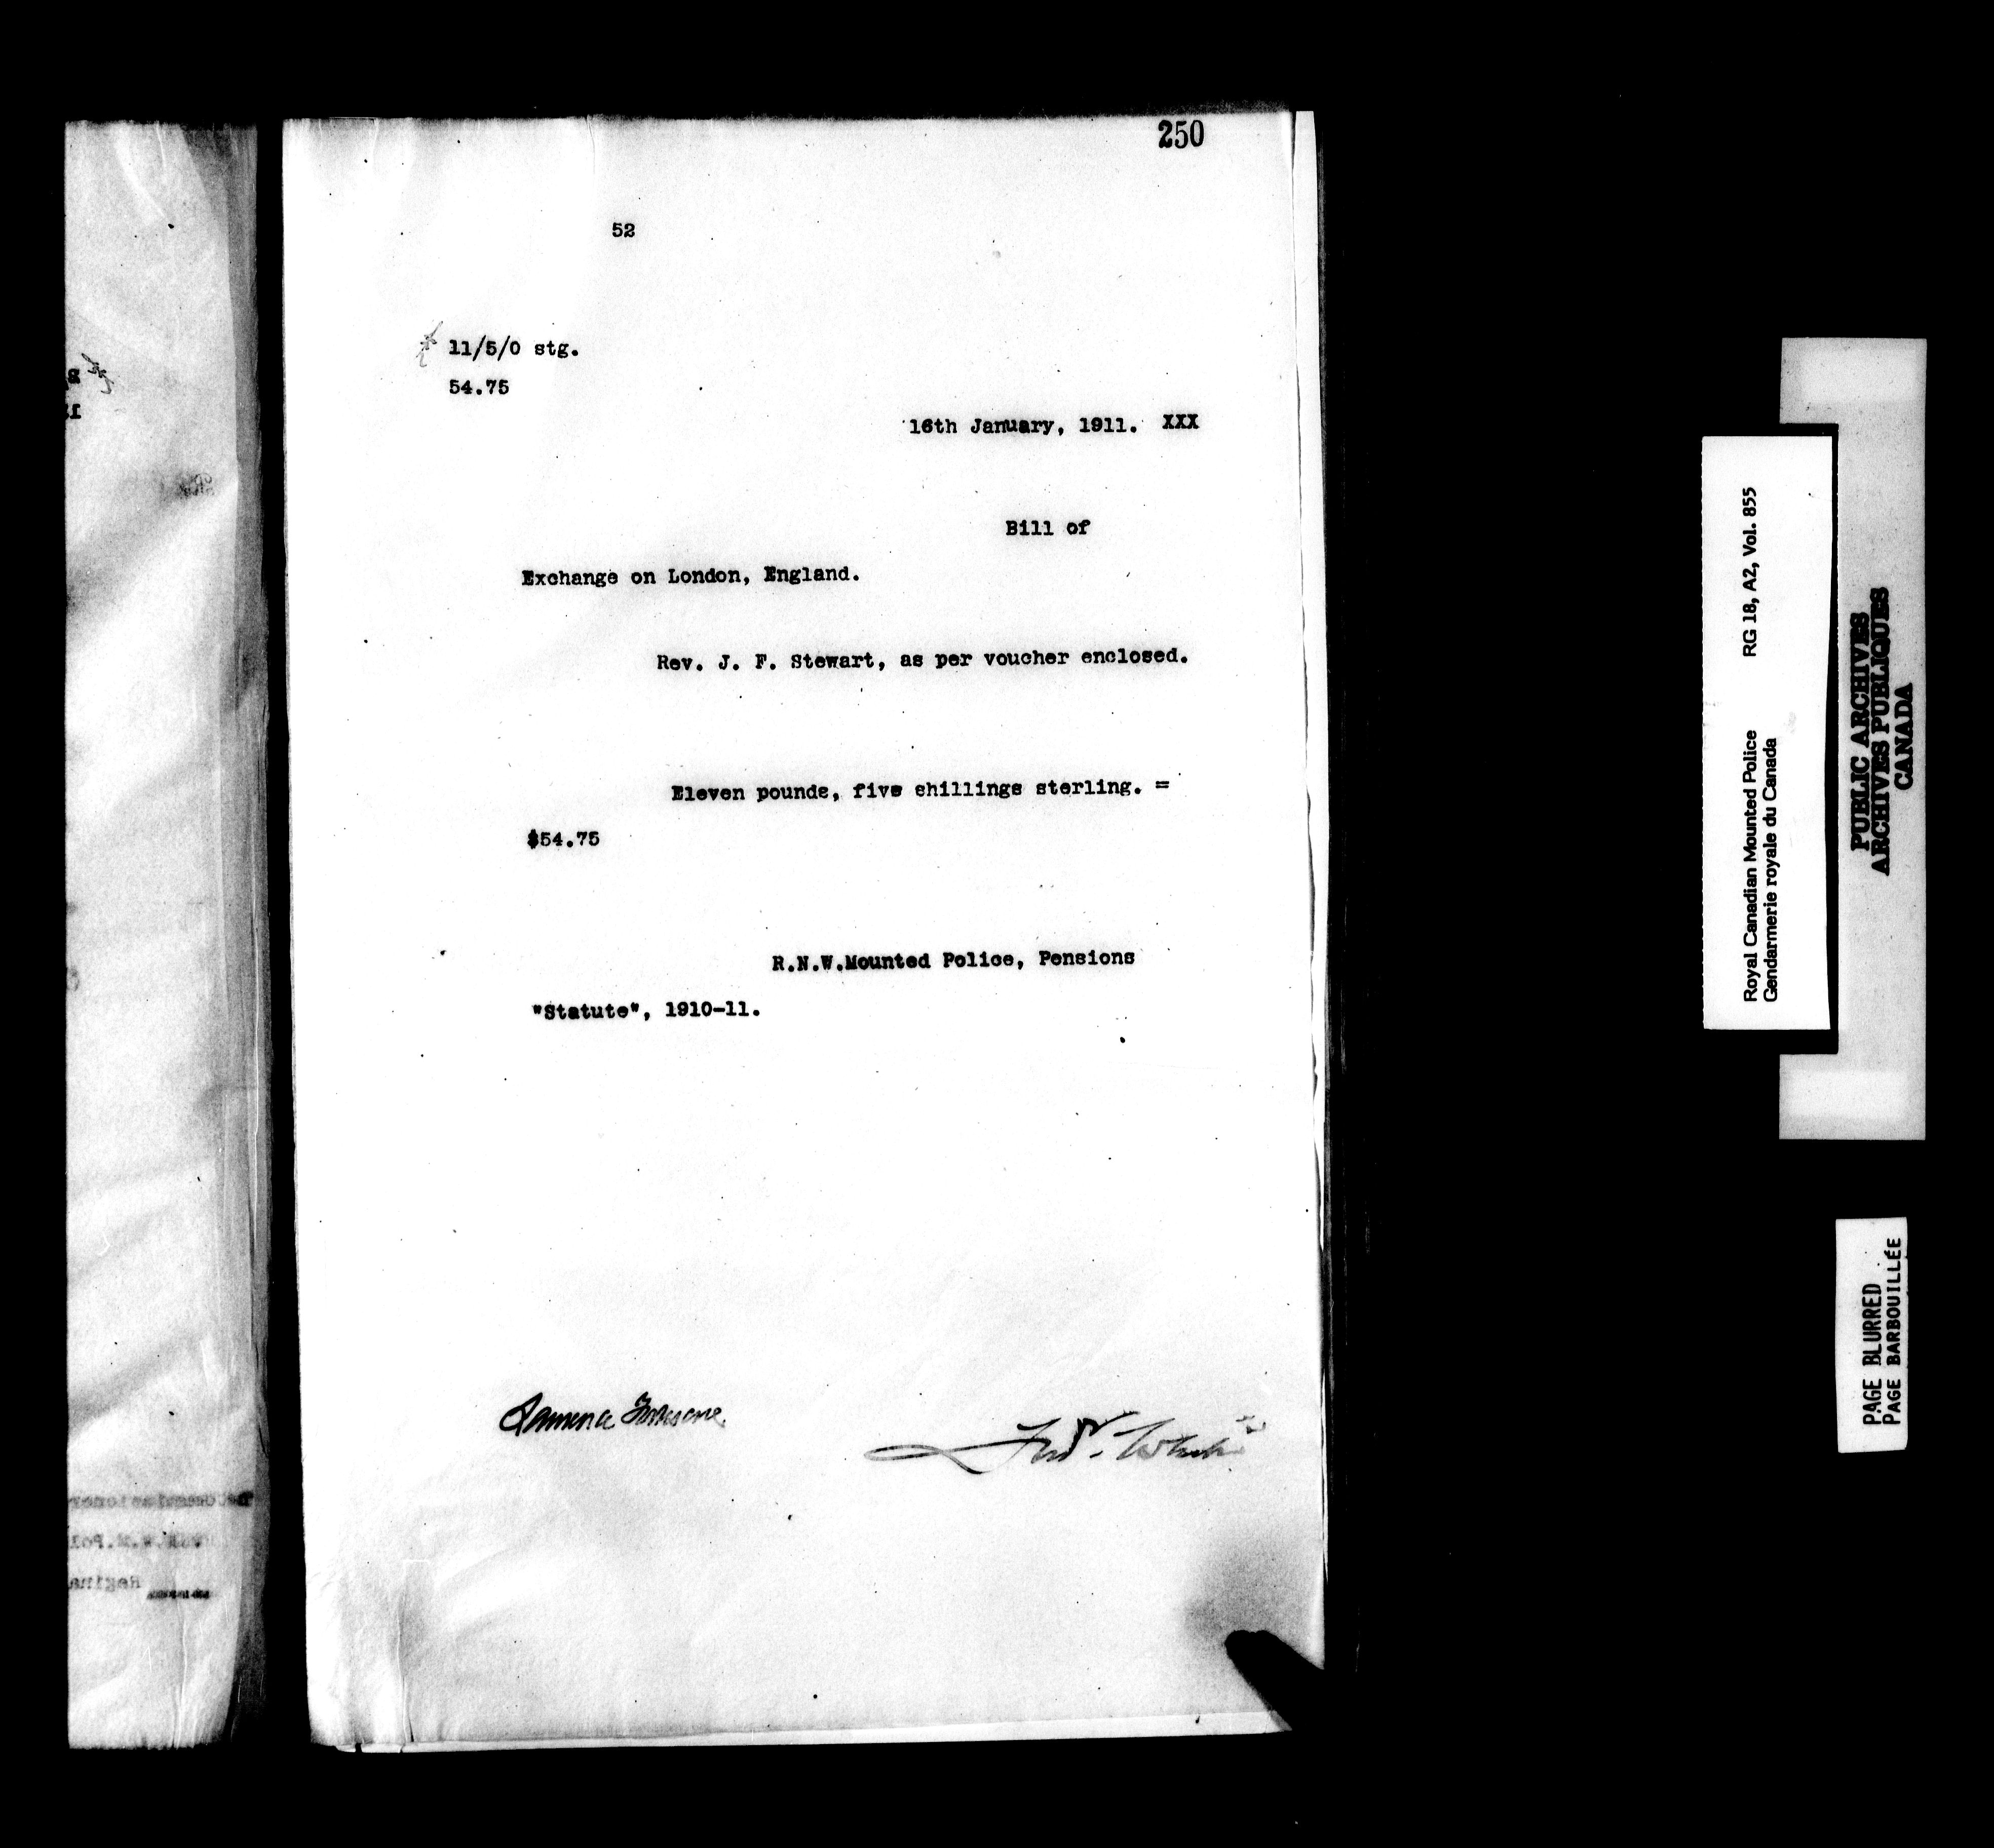 250
52
£ 11/5/0 stg.
54.75
16th January, 1911. XXX
Bill of
Exchange on London, England.
Rev. J. F. Stewart, as per voucher enclosed.
Eleven pounds, five shillings sterling. =
$54.75
R.N.W.Mounted Police, Pensions
"Statute", 1910-11.
Fred. White
Regina
Royal Canadian Mounted Police RG 18, A2, Vol. 855
Gendarmerie royale du Canada
PUBLIC ARCHIVES
ARCHIVES PUBLIQUES
CANADA
PAGE BLURRED
PAGE BARBOUILLÉE